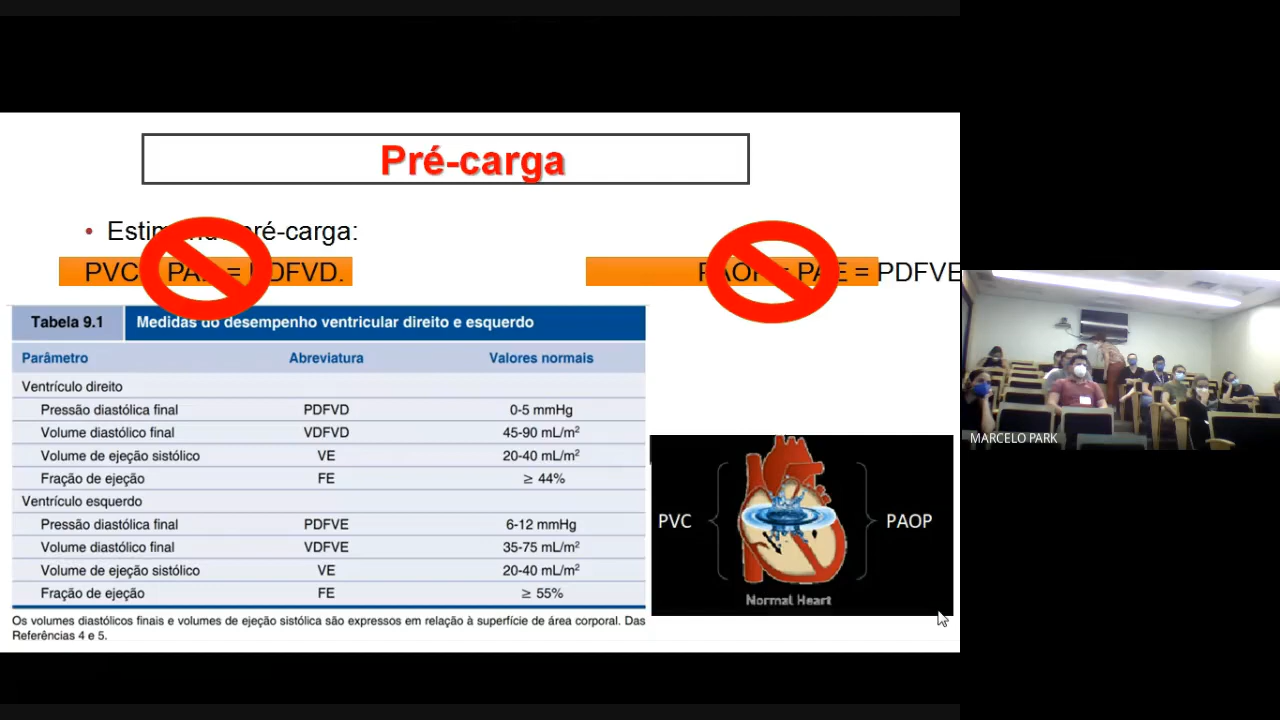 Pré-carga
• pré-carga:
PVC = PDFVD.
= PAE = PDFVE
Tabela 9.1 Medidas do desempenho ventricular direito e esquerdo
Parâmetro Abreviatura Valores normais
Ventrículo direito
Pressão diastólica final PDFVD 0-5 mmHg
Volume diastólico final VDFVD 45-90 mL/m²
Volume de ejeção sistólico VE 20-40 mL/m²
Fração de ejeção FE ≥ 44%
Ventrículo esquerdo
Pressão diastólica final PDFVE 6-12 mmHg
Volume diastólico final VDFVE 35-75 mL/m²
Volume de ejeção sistólico VE 20-40 mL/m²
Fração de ejeção FE ≥ 55%
Os volumes diastólicos finais e volumes de ejeção sistólica são expressos em relação à superfície de área corporal. Das
Referências 4 e 5.
PVC PAOP
Normal Heart
MARCELO PARK